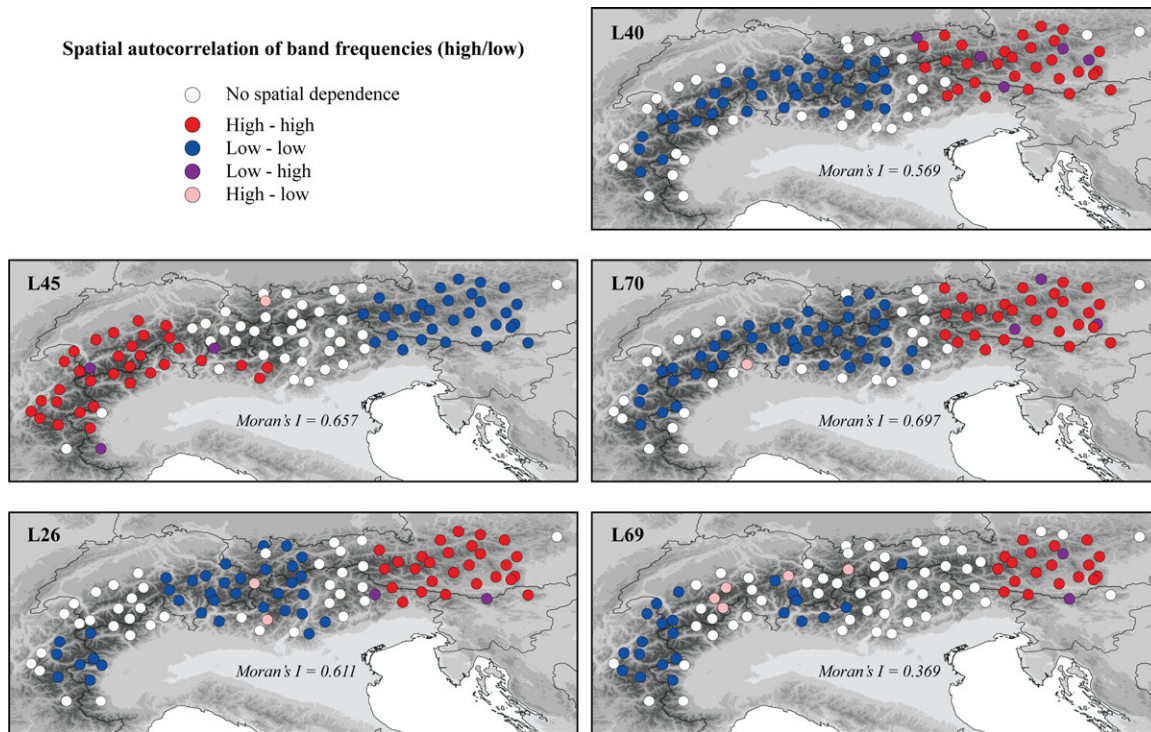 Spatial autocorrelation of band frequencies (high/low)
No spatial dependence
High - high
Low - low
Low - high
High - low
L40
Moran's I = 0.569
L45
Moran's I = 0.657
L70
Moran's I = 0.697
L26
Moran's I = 0.611
L69
Moran's I = 0.369